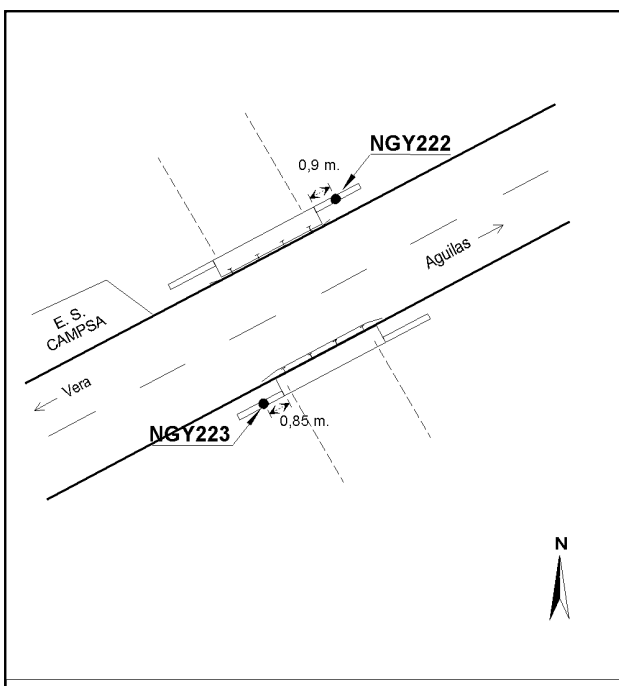 NGY222
0,9 m.
Aguilas
E. S.
CAMPSA
Vera
NGY223
0,85 m.
N